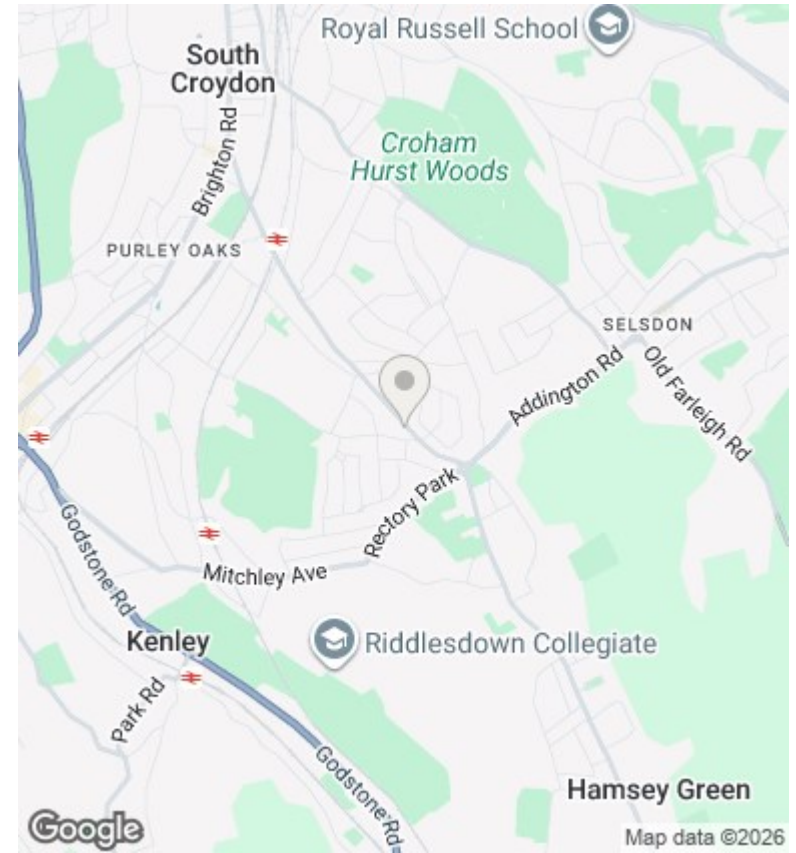 Royal Russell School
South
Croydon
Croham
Hurst Woods
Brighton Rd
PURLEY OAKS
SELSDON
Addington Rd
Old Farleigh Rd
Rectory Park
Godstone Rd
Mitchley Ave
Kenley
Riddlesdown Collegiate
Park Rd
Godstone Rd
Hamsey Green
Google
Map data ©2026